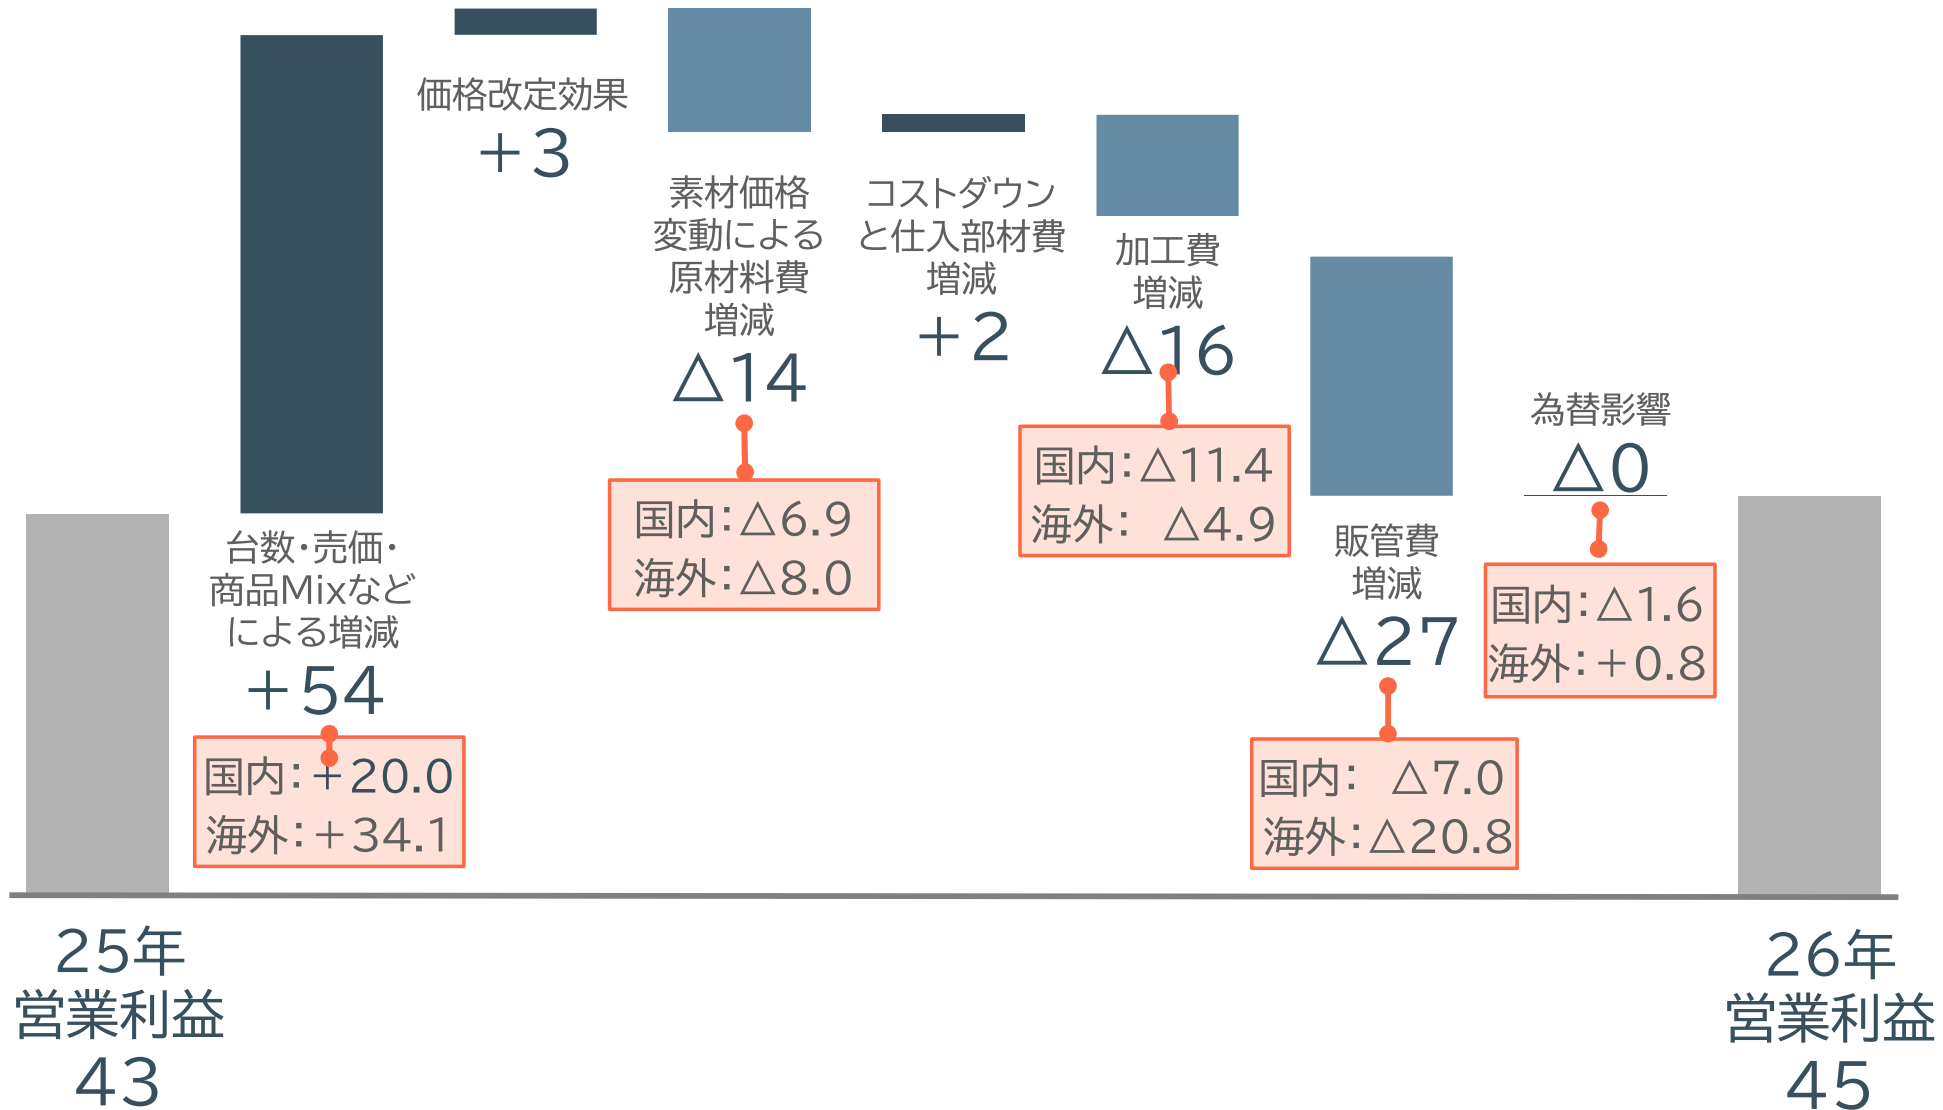 価格改定効果
＋3
素材価格
変動による
原材料費
増減
△14
国内：△6.9
海外：△8.0
コストダウン
と仕入部材費
増減
＋2
加工費
増減
△16
国内：△11.4
海外： △4.9
為替影響
△0
国内：△1.6
海外：＋0.8
販管費
増減
△27
国内： △7.0
海外：△20.8
台数・売価・
商品Mixなど
による増減
＋54
国内：＋20.0
海外：＋34.1
25年
営業利益
43
26年
営業利益
45